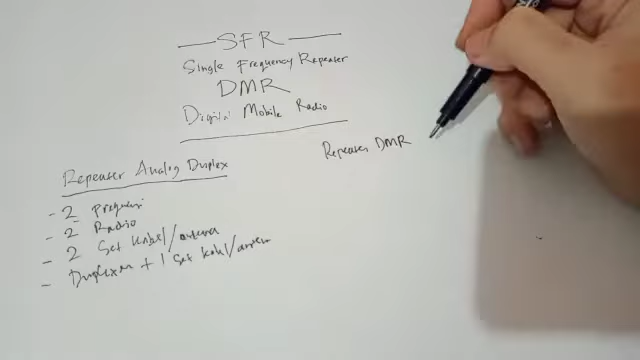 SFR
Single Frequency Repeater
DMR
Digital Mobile Radio
Repeater Analog Duplex
- 2 Frequensi
- 2 Radio
- 2 Set Kabel/antena
- Duplexer + 1 Set Kabel/antena
Repeater DMR